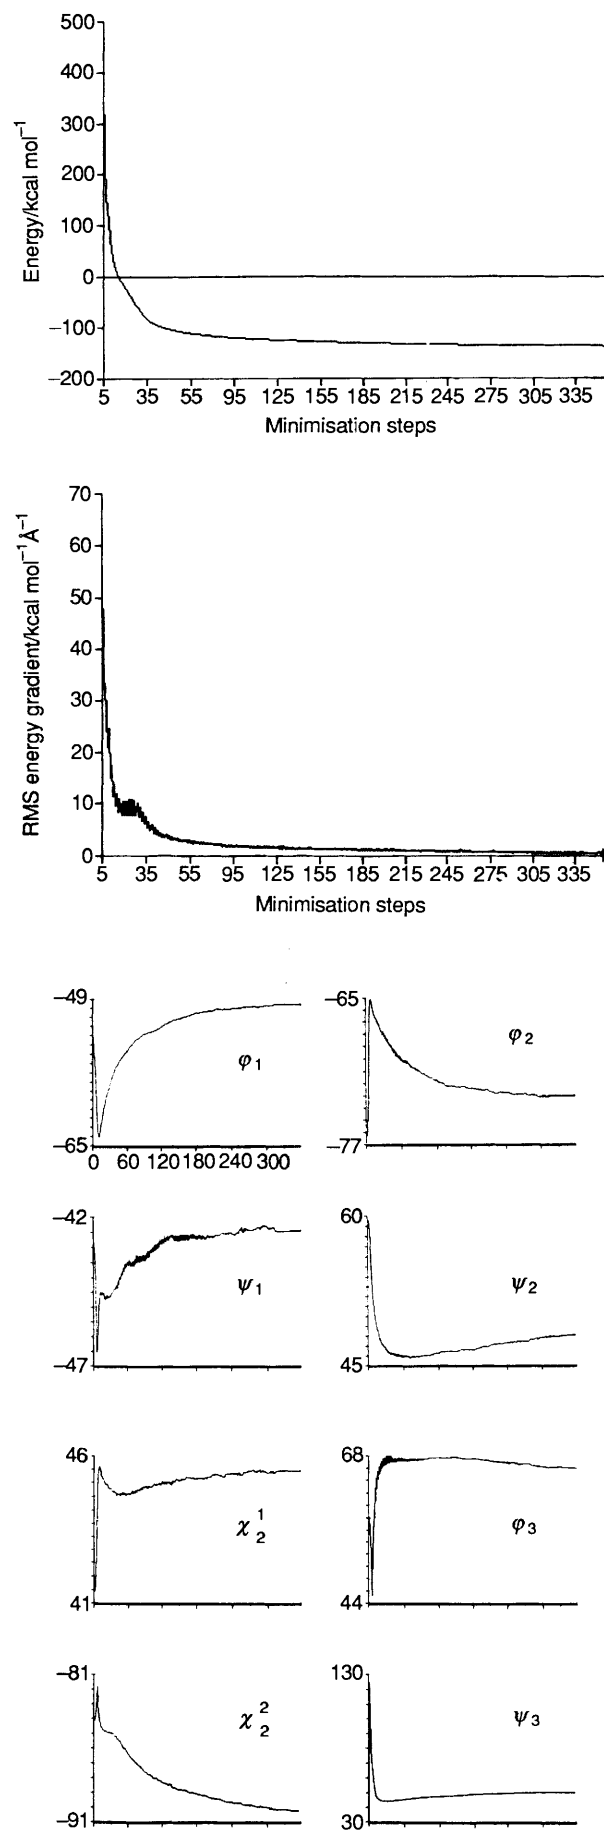 500
400
300
200
100
0
−100
−200
Energy/kcal mol⁻¹
5 35 55 95 125 155 185 215 245 275 305 335
Minimisation steps
70
60
50
40
30
20
10
0
RMS energy gradient/kcal mol⁻¹Å⁻¹
5 35 55 95 125 155 185 215 245 275 305 335
Minimisation steps
−49
φ₁
−65
0 60 120 180 240 300
−65
φ₂
−77
−42
ψ₁
−47
60
ψ₂
45
46
χ₂¹
41
68
φ₃
44
−81
χ₂²
−91
130
ψ₃
30